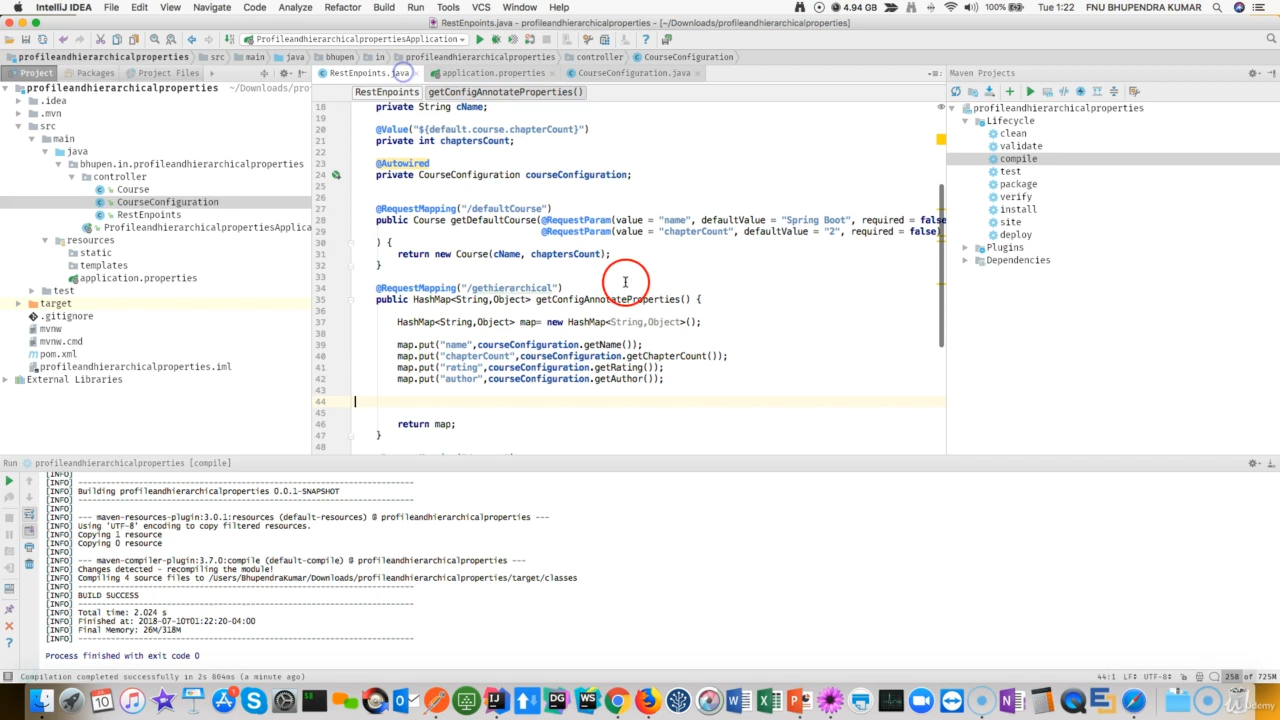 IntelliJ IDEA File Edit View Navigate Code Analyze Refactor Build Run Tools VCS Window Help 4.94 GB 100% Tue 1:22 FNU BHUPENDRA KUMAR
RestEnpoints.java - profileandhierarchicalproperties - [~/Downloads/profileandhierarchicalproperties]
ProfileandhierarchicalpropertiesApplication
profileandhierarchicalproperties src main java bhupen in profileandhierarchicalproperties controller CourseConfiguration
Project Packages Project Files RestEnpoints.java application.properties CourseConfiguration.java Maven Projects
RestEnpoints getConfigAnnotateProperties()
profileandhierarchicalproperties ~/Downloads/pro
.idea
.mvn
src
main
java
bhupen.in.profileandhierarchicalproperties
controller
Course
CourseConfiguration
RestEnpoints
ProfileandhierarchicalpropertiesApplica
resources
static
templates
application.properties
test
target
.gitignore
mvnw
mvnw.cmd
pom.xml
profileandhierarchicalproperties.iml
External Libraries
18 private String cName;
19
20 @Value("${default.course.chapterCount}")
21 private int chaptersCount;
22
23 @Autowired
24 private CourseConfiguration courseConfiguration;
25
26
27 @RequestMapping("/defaultCourse")
28 public Course getDefaultCourse(@RequestParam(value = "name", defaultValue = "Spring Boot", required = false
29 @RequestParam(value = "chapterCount", defaultValue = "2", required = false)
30 ) {
31 return new Course(cName, chaptersCount);
32 }
33
34 @RequestMapping("/gethierarchical")
35 public HashMap<String,Object> getConfigAnnotateProperties() {
36
37 HashMap<String,Object> map= new HashMap<String,Object>();
38
39 map.put("name",courseConfiguration.getName());
40 map.put("chapterCount",courseConfiguration.getChapterCount());
41 map.put("rating",courseConfiguration.getRating());
42 map.put("author",courseConfiguration.getAuthor());
43
44
45
46 return map;
47 }
48
profileandhierarchicalproperties
Lifecycle
clean
validate
compile
test
package
verify
install
site
deploy
Plugins
Dependencies
Run profileandhierarchicalproperties [compile]
[INFO] ------------------------------------------------------------------------
[INFO] Building profileandhierarchicalproperties 0.0.1-SNAPSHOT
[INFO] ------------------------------------------------------------------------
[INFO]
[INFO] --- maven-resources-plugin:3.0.1:resources (default-resources) @ profileandhierarchicalproperties ---
[INFO] Using 'UTF-8' encoding to copy filtered resources.
[INFO] Copying 1 resource
[INFO] Copying 0 resource
[INFO]
[INFO] --- maven-compiler-plugin:3.7.0:compile (default-compile) @ profileandhierarchicalproperties ---
[INFO] Changes detected - recompiling the module!
[INFO] Compiling 4 source files to /Users/BhupendraKumar/Downloads/profileandhierarchicalproperties/target/classes
[INFO] ------------------------------------------------------------------------
[INFO] BUILD SUCCESS
[INFO] ------------------------------------------------------------------------
[INFO] Total time: 2.024 s
[INFO] Finished at: 2018-07-10T01:22:20-04:00
[INFO] Final Memory: 26M/318M
[INFO] ------------------------------------------------------------------------
Process finished with exit code 0
Compilation completed successfully in 2s 804ms (a minute ago) 44:1 LF: UTF-8: 258 of 725M
Udemy